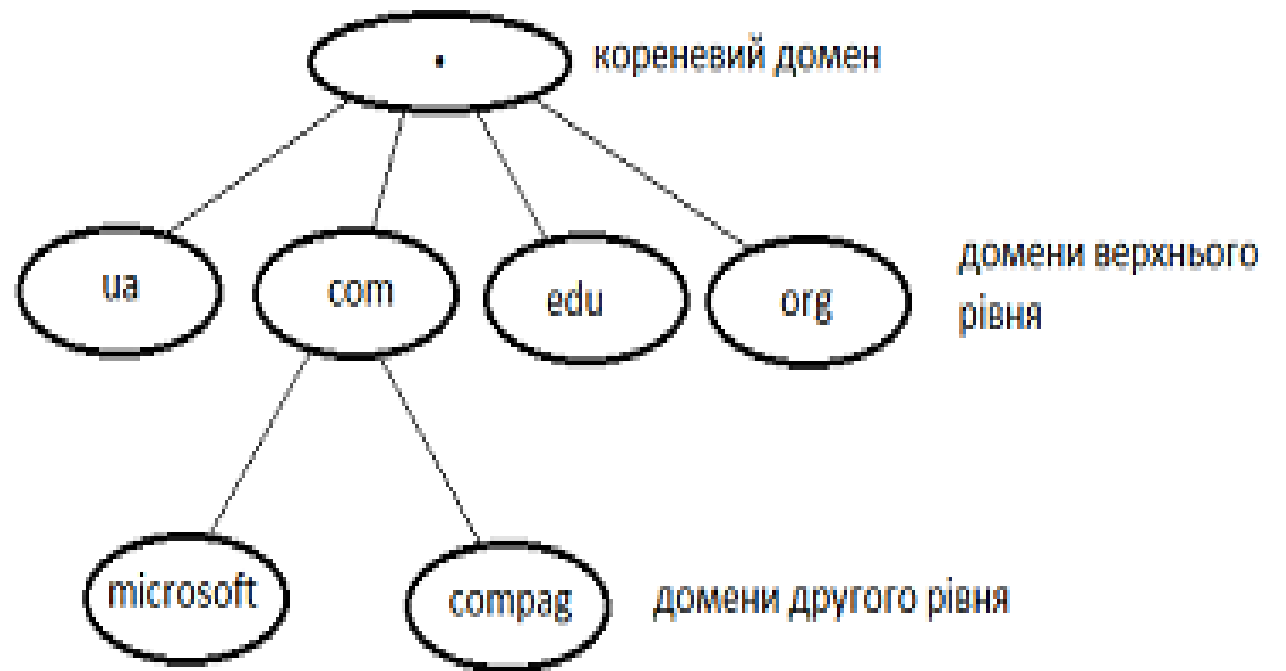 .
кореневий домен
ua
com
edu
org
домени верхнього
рівня
microsoft
compag
домени другого рівня